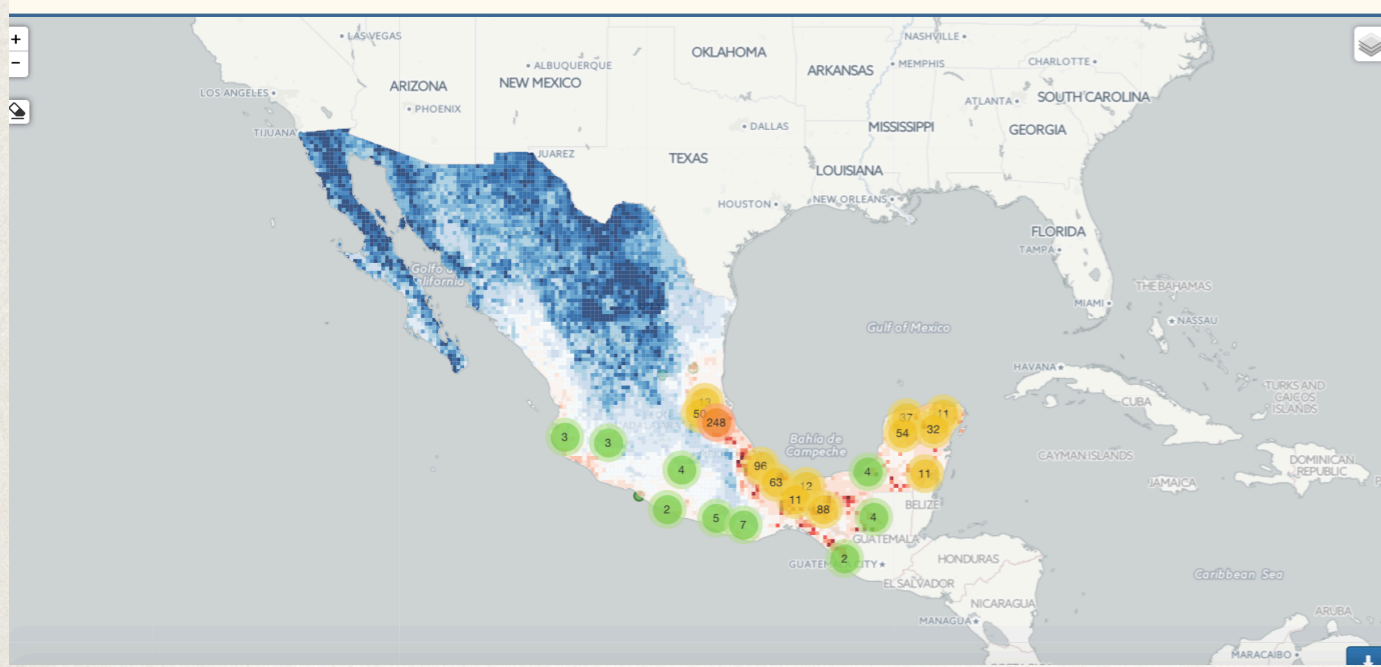 +
−
LAS VEGAS
NASHVILLE
OKLAHOMA
ALBUQUERQUE
CHARLOTTE
MEMPHIS
ARKANSAS
NEW MEXICO
ARIZONA
LOS ANGELES
SOUTH CAROLINA
ATLANTA
PHOENIX
TIJUANA
DALLAS
MISSISSIPPI
GEORGIA
JUAREZ
TEXAS
LOUISIANA
HOUSTON
NEW ORLEANS
FLORIDA
TAMPA
Golfo
California
THE BAHAMAS
MIAMI
NASSAU
Gulf of Mexico
HAVANA
TURKS AND
CAICOS
ISLANDS
CUBA
13
50
248
37
11
54
32
3
3
Bahía de
Campeche
CAYMAN ISLANDS
DOMINICAN
REPUBLIC
4
96
63
12
4
11
JAMAICA
11
88
BELIZE
2
5
7
4
GUATEMALA
2
GUATEM CITY
HONDURAS
EL SALVADOR
Caribbean Sea
NICARAGUA
ARUBA
MANAGUA
MARACAIBO